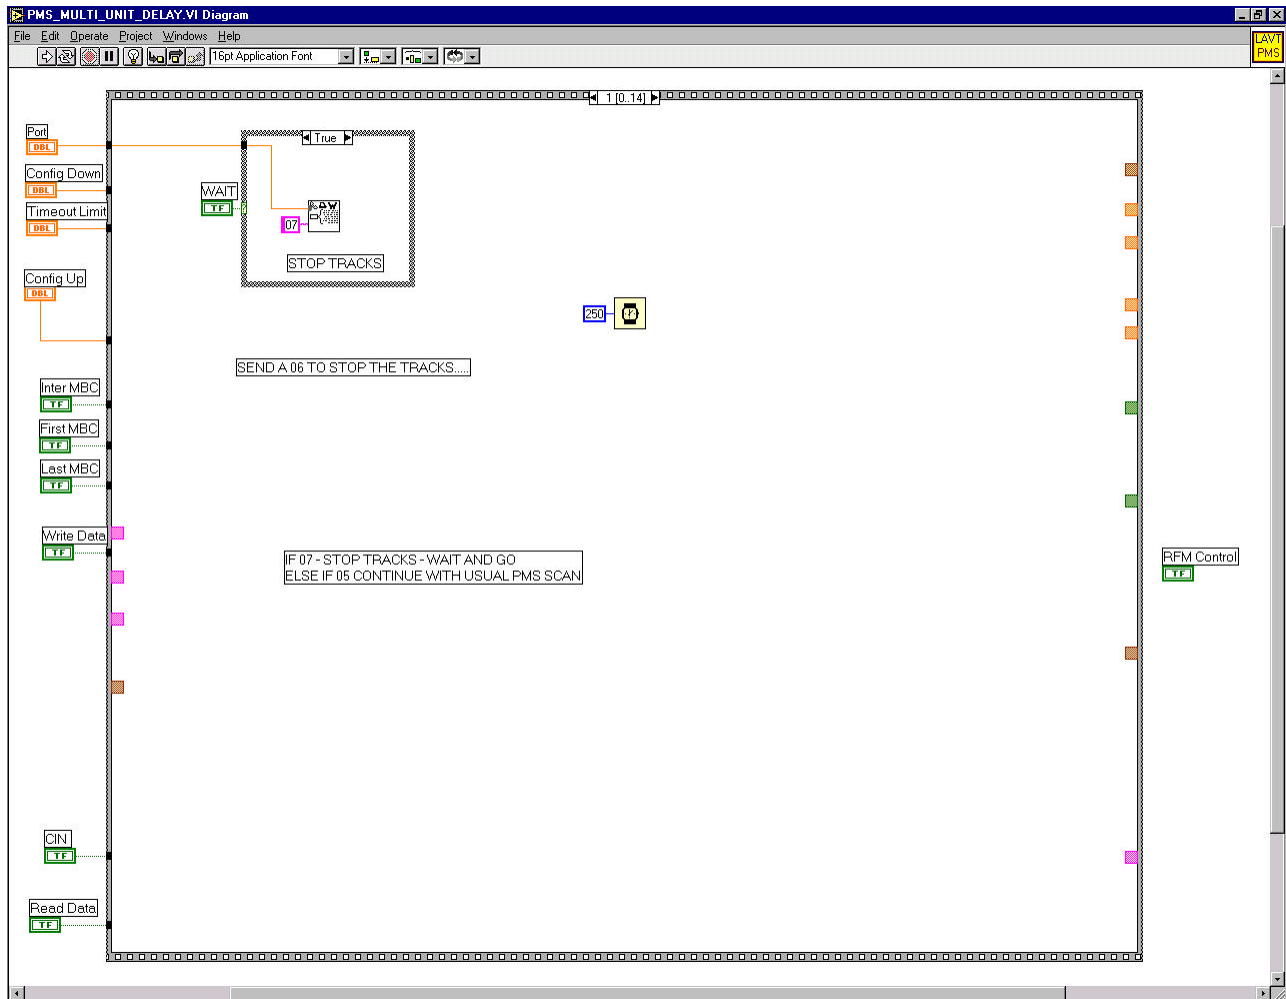 PMS_MULTI_UNIT_DELAY.VI Diagram
File Edit Operate Project Windows Help
16pt Application Font
LAVT
PMS
1 [0..14]
Port
DBL
True
Config Down
DBL
WAIT
TF
Timeout Limit
DBL
07
STOP TRACKS
Config Up
DBL
250
SEND A 06 TO STOP THE TRACKS.....
Inter MBC
TF
First MBC
TF
Last MBC
TF
Write Data
TF
IF 07 - STOP TRACKS - WAIT AND GO
ELSE IF 05 CONTINUE WITH USUAL PMS SCAN
RFM Control
TF
CIN
TF
Read Data
TF